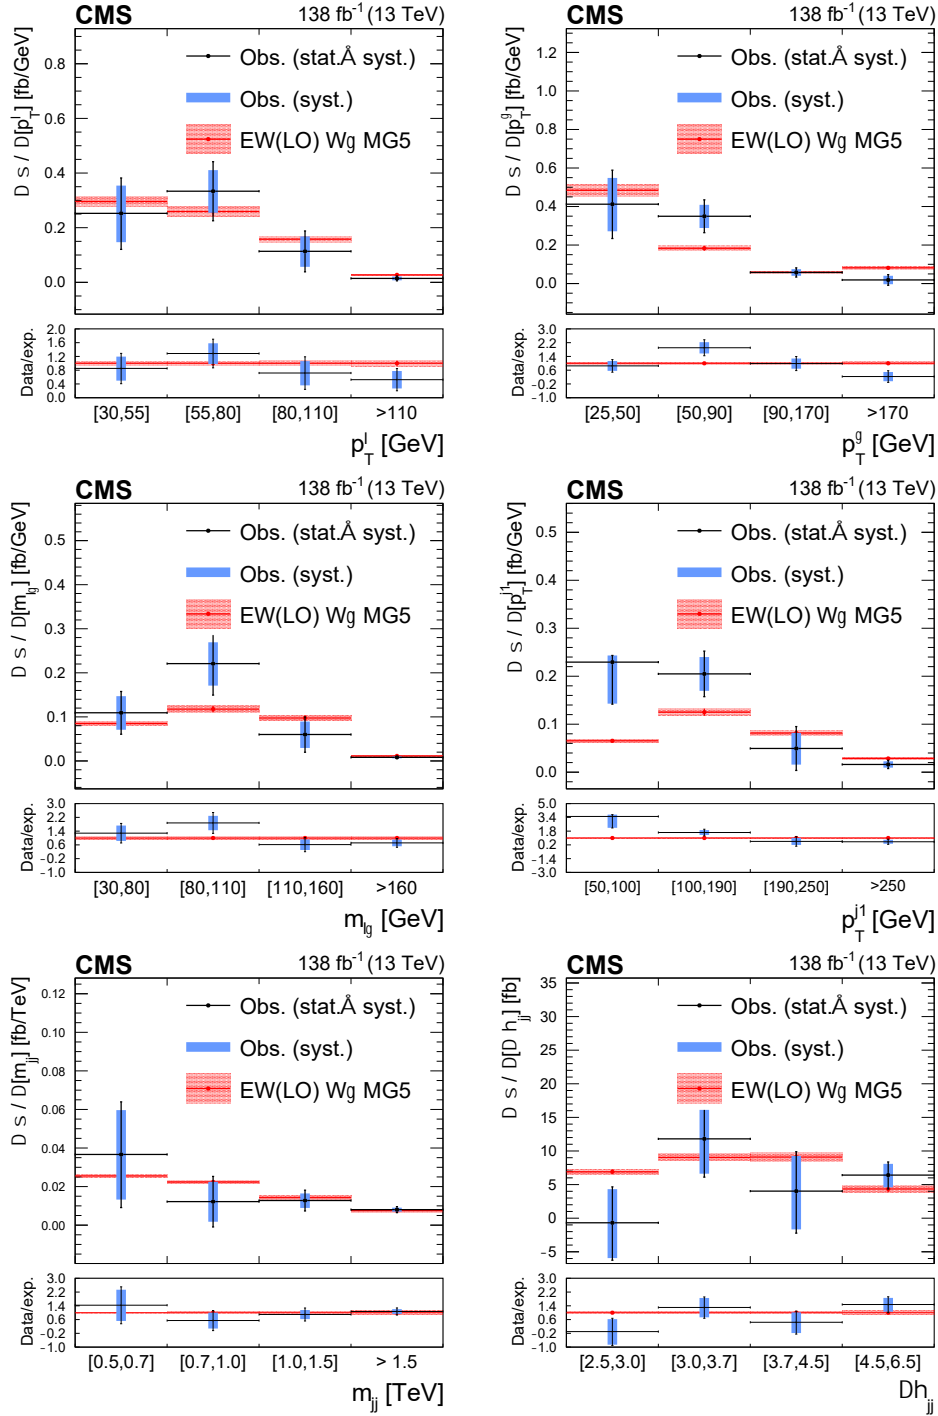 CMS 138 fb-1 (13 TeV)
D s / D[p_T^l] [fb/GeV]
0.8
0.6
0.4
0.2
0.0
Obs. (stat.Å syst.)
Obs. (syst.)
EW(LO) Wg MG5
Data/exp.
2.0
1.6
1.2
0.8
0.4
0.0
[30,55] [55,80] [80,110] >110
p_T^l [GeV]
CMS 138 fb-1 (13 TeV)
D s / D[p_T^g] [fb/GeV]
1.2
1.0
0.8
0.6
0.4
0.2
0.0
Obs. (stat.Å syst.)
Obs. (syst.)
EW(LO) Wg MG5
Data/exp.
3.0
2.2
1.4
0.6
-0.2
-1.0
[25,50] [50,90] [90,170] >170
p_T^g [GeV]
CMS 138 fb-1 (13 TeV)
D s / D[m_lg] [fb/GeV]
0.5
0.4
0.3
0.2
0.1
0.0
Obs. (stat.Å syst.)
Obs. (syst.)
EW(LO) Wg MG5
Data/exp.
3.0
2.2
1.4
0.6
-0.2
-1.0
[30,80] [80,110] [110,160] >160
m_lg [GeV]
CMS 138 fb-1 (13 TeV)
D s / D[p_T^j1] [fb/GeV]
0.5
0.4
0.3
0.2
0.1
0.0
Obs. (stat.Å syst.)
Obs. (syst.)
EW(LO) Wg MG5
Data/exp.
5.0
3.4
1.8
0.2
-1.4
-3.0
[50,100] [100,190] [190,250] >250
p_T^j1 [GeV]
CMS 138 fb-1 (13 TeV)
D s / D[m_jj] [fb/TeV]
0.12
0.10
0.08
0.06
0.04
0.02
0.00
Obs. (stat.Å syst.)
Obs. (syst.)
EW(LO) Wg MG5
Data/exp.
3.0
2.2
1.4
0.6
-0.2
-1.0
[0.5,0.7] [0.7,1.0] [1.0,1.5] > 1.5
m_jj [TeV]
CMS 138 fb-1 (13 TeV)
D s / D[D h_jj] [fb]
35
30
25
20
15
10
5
0
-5
Obs. (stat.Å syst.)
Obs. (syst.)
EW(LO) Wg MG5
Data/exp.
3.0
2.2
1.4
0.6
-0.2
-1.0
[2.5,3.0] [3.0,3.7] [3.7,4.5] [4.5,6.5]
Dh_jj